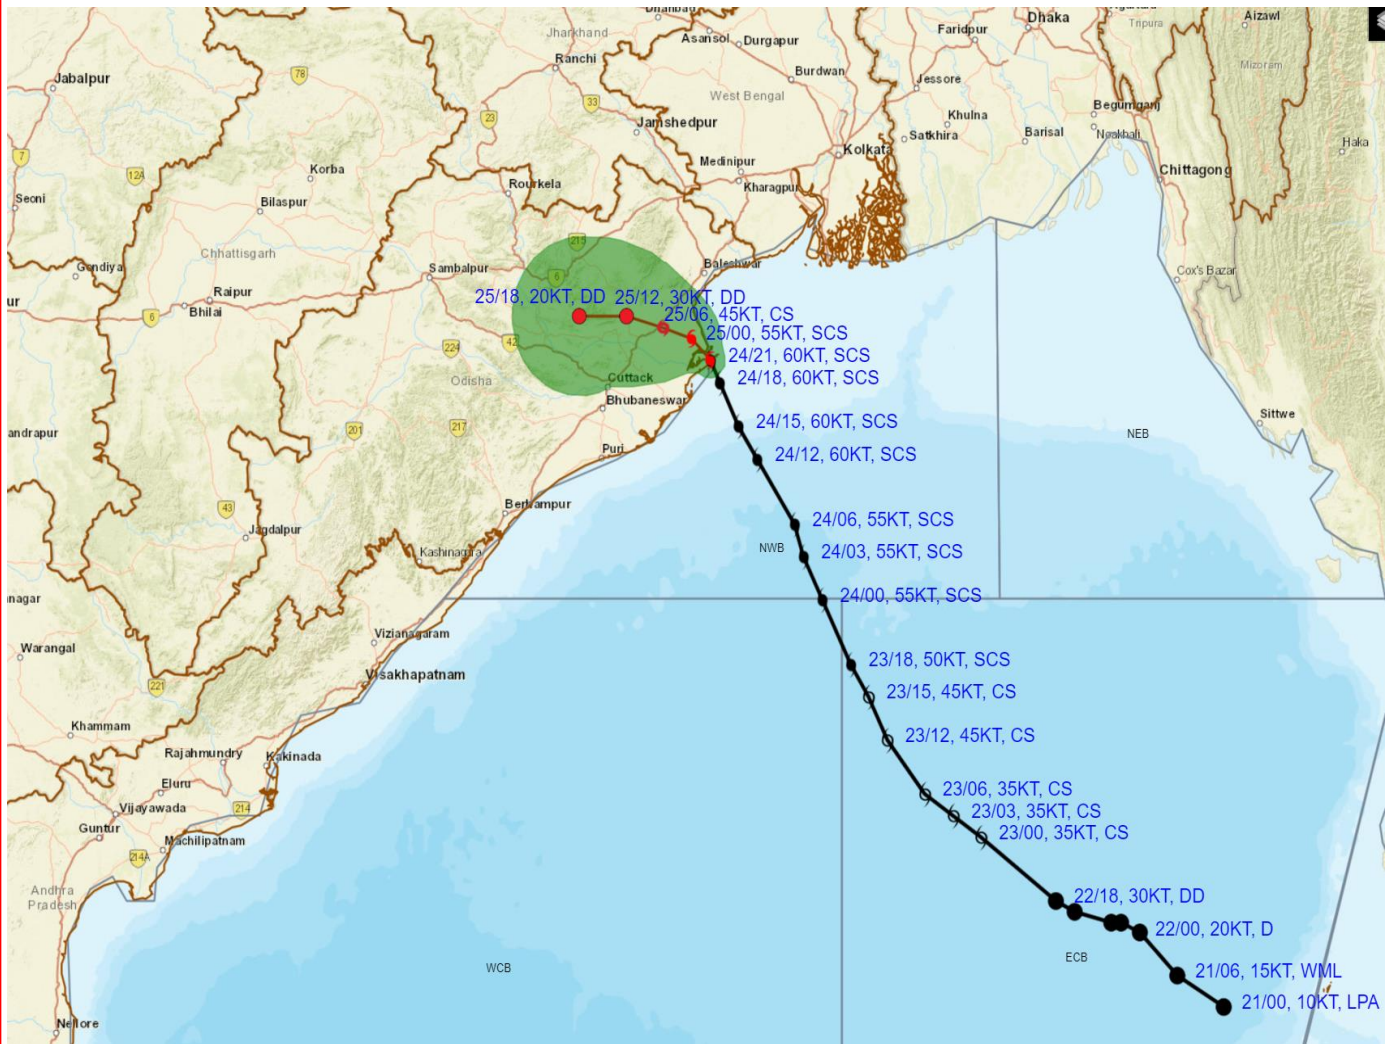 Dhaka
Aizawl
Tripura
Faridpur
Jharkhand
Asansol
Durgapur
Ranchi
Mizoram
Jabalpur
78
Burdwan
Jessore
West Bengal
33
Begumganj
23
Khulna
Jamshedpur
Satkhira
Barisal
Noakhali
Haka
7
Kolkata
Medinipur
Korba
12A
Chittagong
Rourkela
Kharagpur
Seoni
Bilaspur
215
Chhattisgarh
Gondiya
Sambalpur
Baleshwar
Cox's Bazar
6
Raipur
25/18, 20KT, DD
25/12, 30KT, DD
ur
Bhilai
6
25/06, 45KT, CS
25/00, 55KT, SCS
42
224
24/21, 60KT, SCS
Odisha
Cuttack
24/18, 60KT, SCS
Bhubaneswar
Sittwe
andrapur
201
217
24/15, 60KT, SCS
NEB
Puri
24/12, 60KT, SCS
43
Berhampur
24/06, 55KT, SCS
Jagdalpur
NWB
Kashinagara
24/03, 55KT, SCS
nagar
24/00, 55KT, SCS
Vizianagaram
Warangal
23/18, 50KT, SCS
Visakhapatnam
221
23/15, 45KT, CS
Khammam
23/12, 45KT, CS
Rajahmundry
Kakinada
Eluru
23/06, 35KT, CS
Vijayawada
214
23/03, 35KT, CS
Guntur
23/00, 35KT, CS
Machilipatnam
214A
Andhra
Pradesh
22/18, 30KT, DD
22/00, 20KT, D
ECB
WCB
21/06, 15KT, WML
21/00, 10KT, LPA
Nellore